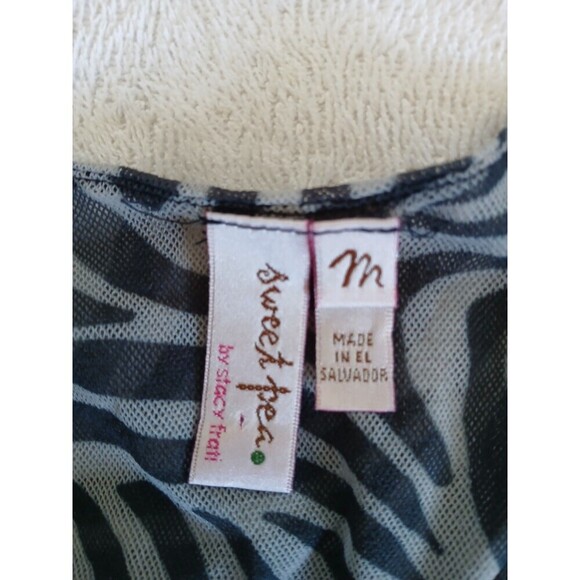 sweet pea
by stacy frati
m
MADE
IN EL
SALVADOR